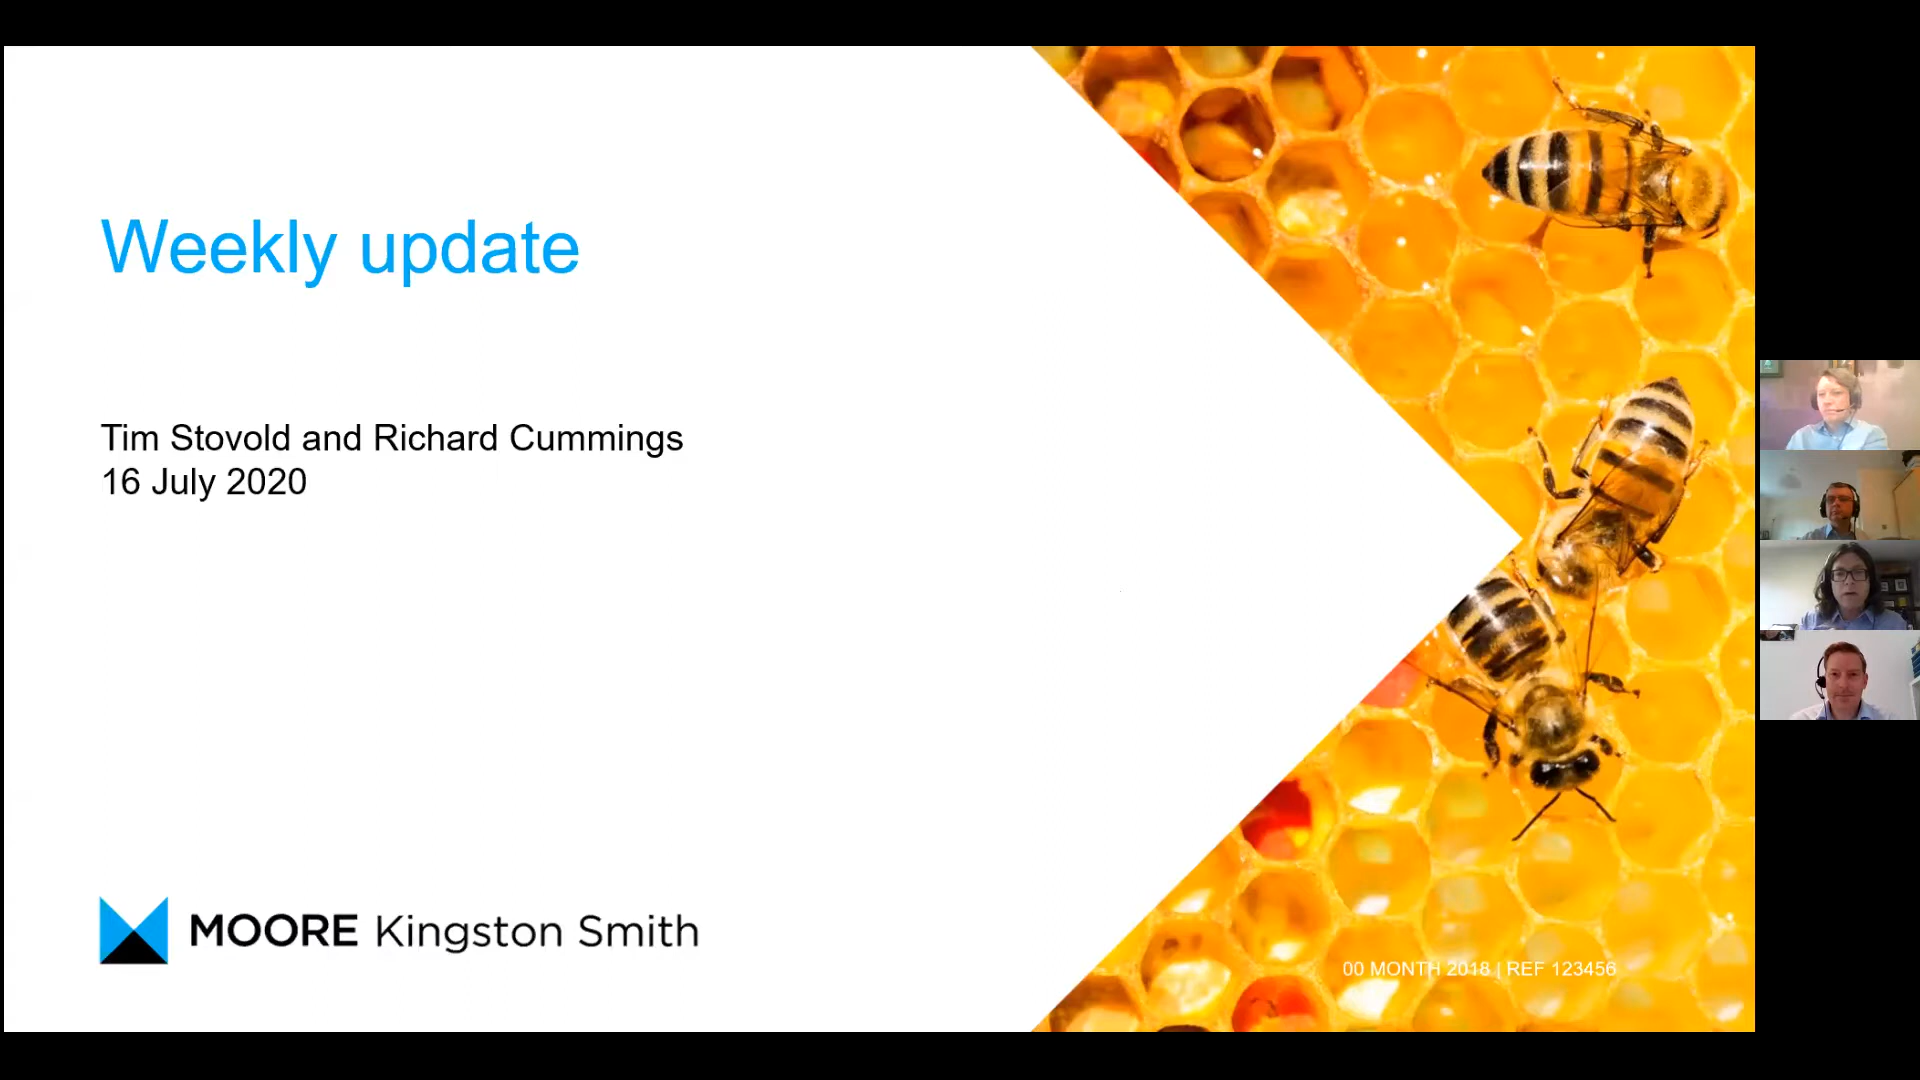 Weekly update
Tim Stovold and Richard Cummings
16 July 2020
MOORE Kingston Smith
00 MONTH 2018 | REF 123456